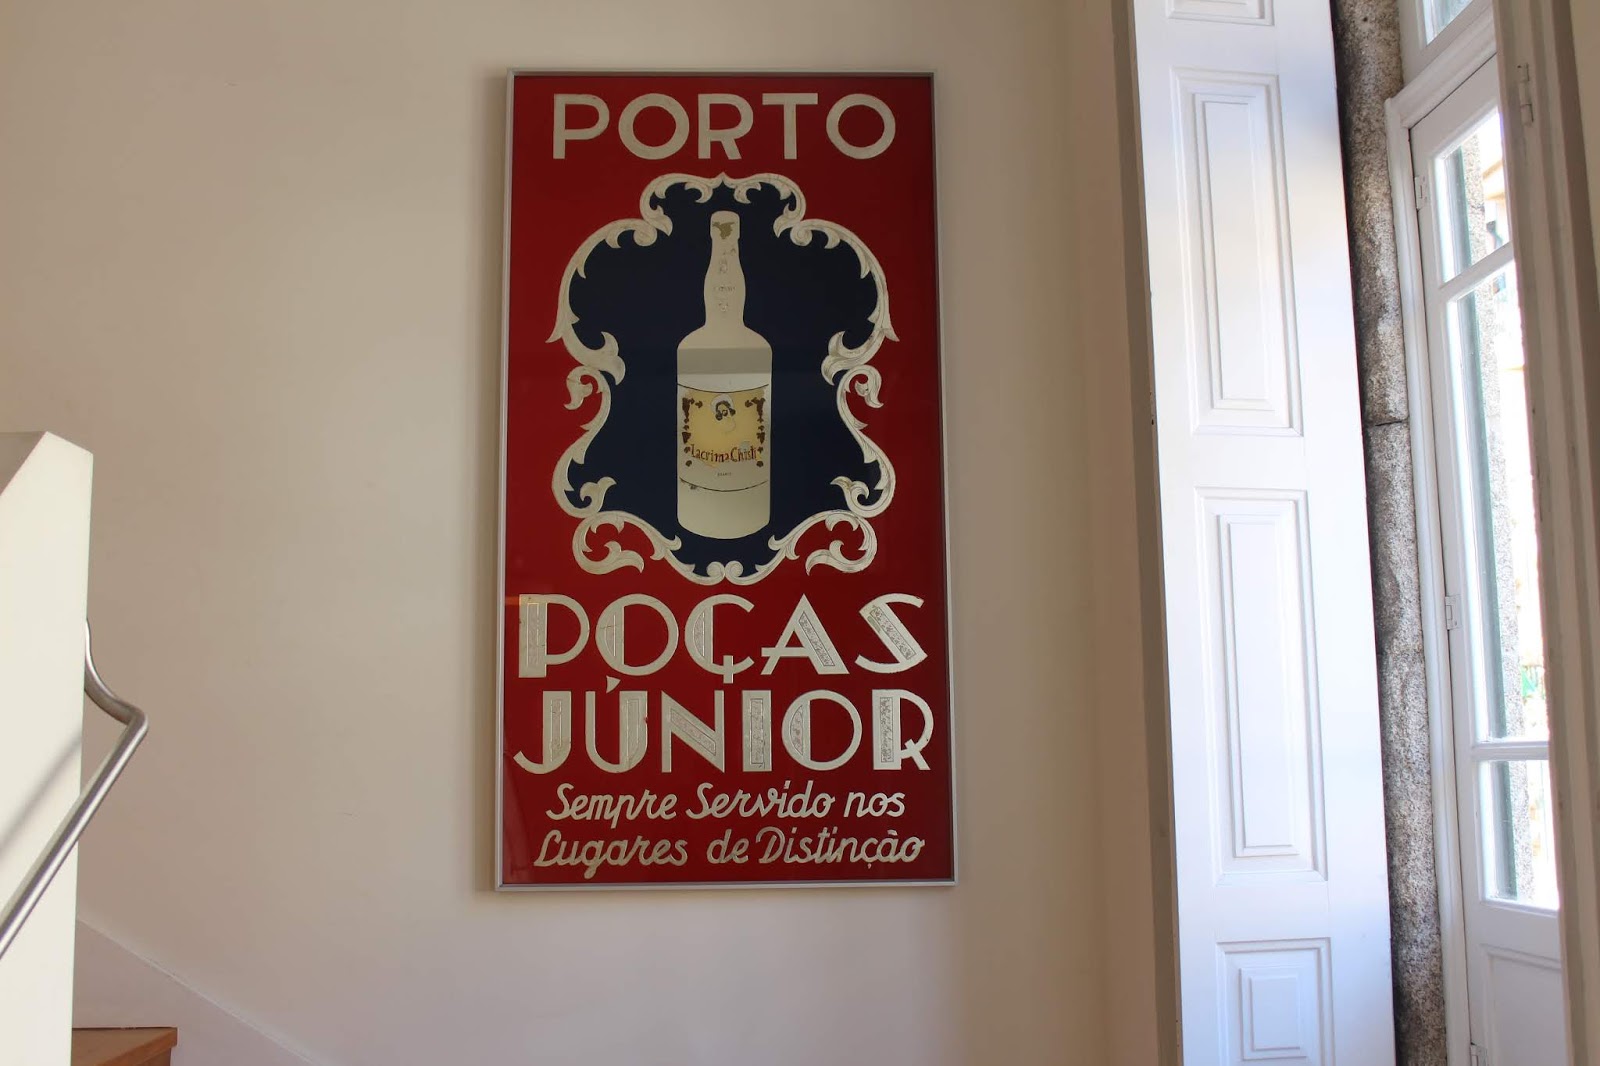 PORTO
Lacrima Christi
POÇAS
JÚNIOR
Sempre Servido nos
Lugares de Distinção